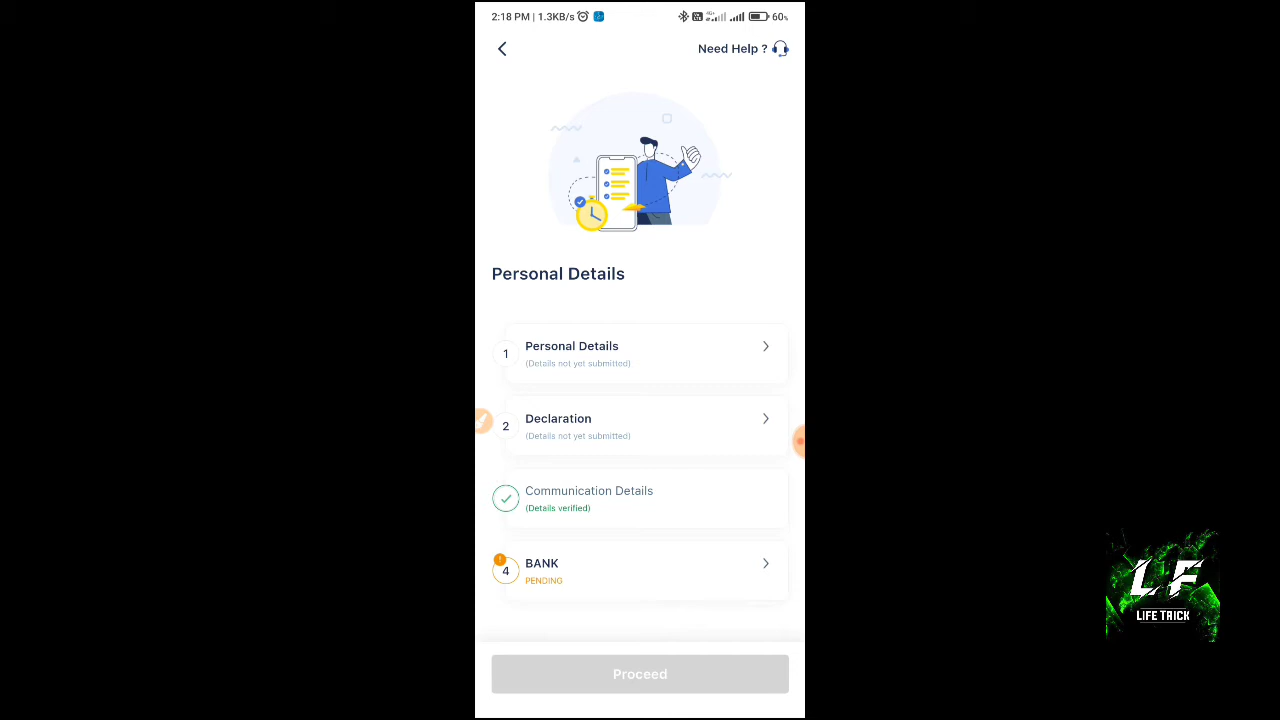 2:18 PM | 1.3KB/s
60%
Need Help ?
Personal Details
1
Personal Details
(Details not yet submitted)
2
Declaration
(Details not yet submitted)
Communication Details
(Details verified)
!
4
BANK
PENDING
Proceed
LF
LIFE TRICK